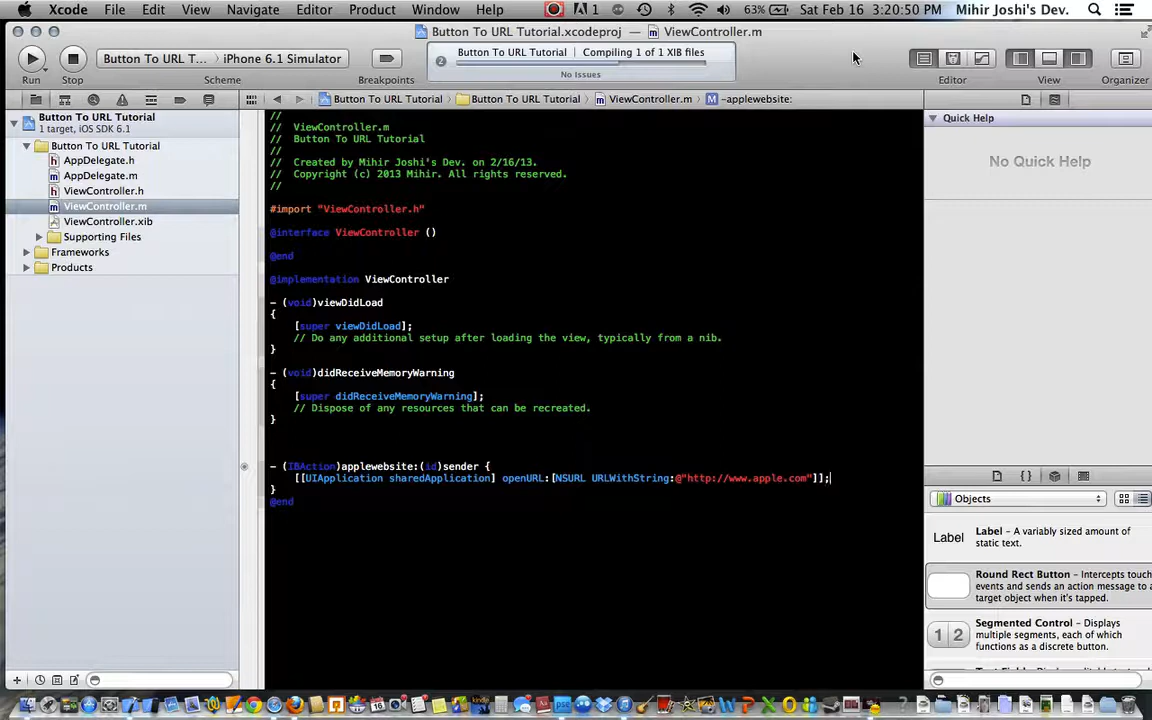 Xcode File Edit View Navigate Editor Product Window Help 1 63% Sat Feb 16 3:20:50 PM Mihir Joshi's Dev.
Button To URL Tutorial.xcodeproj — ViewController.m
Button To URL Tutorial | Compiling 1 of 1 XIB files
2
No Issues
Button To URL T... iPhone 6.1 Simulator
Run Stop Scheme Breakpoints Editor View Organizer
Button To URL Tutorial Button To URL Tutorial ViewController.m M -applewebsite:
Button To URL Tutorial
1 target, iOS SDK 6.1
Button To URL Tutorial
h AppDelegate.h
m AppDelegate.m
h ViewController.h
m ViewController.m
ViewController.xib
Supporting Files
Frameworks
Products
//
// ViewController.m
// Button To URL Tutorial
//
// Created by Mihir Joshi's Dev. on 2/16/13.
// Copyright (c) 2013 Mihir. All rights reserved.
//
#import "ViewController.h"
@interface ViewController ()
@end
@implementation ViewController
- (void)viewDidLoad
{
[super viewDidLoad];
// Do any additional setup after loading the view, typically from a nib.
}
- (void)didReceiveMemoryWarning
{
[super didReceiveMemoryWarning];
// Dispose of any resources that can be recreated.
}
- (IBAction)applewebsite:(id)sender {
[[UIApplication sharedApplication] openURL:[NSURL URLWithString:@"http://www.apple.com"]];
}
@end
Quick Help
No Quick Help
{ }
Objects
Label
Label - A variably sized amount of
static text.
Round Rect Button - Intercepts touch
events and sends an action message to a
target object when it's tapped.
1 2
Segmented Control - Displays
multiple segments, each of which
functions as a discrete button.